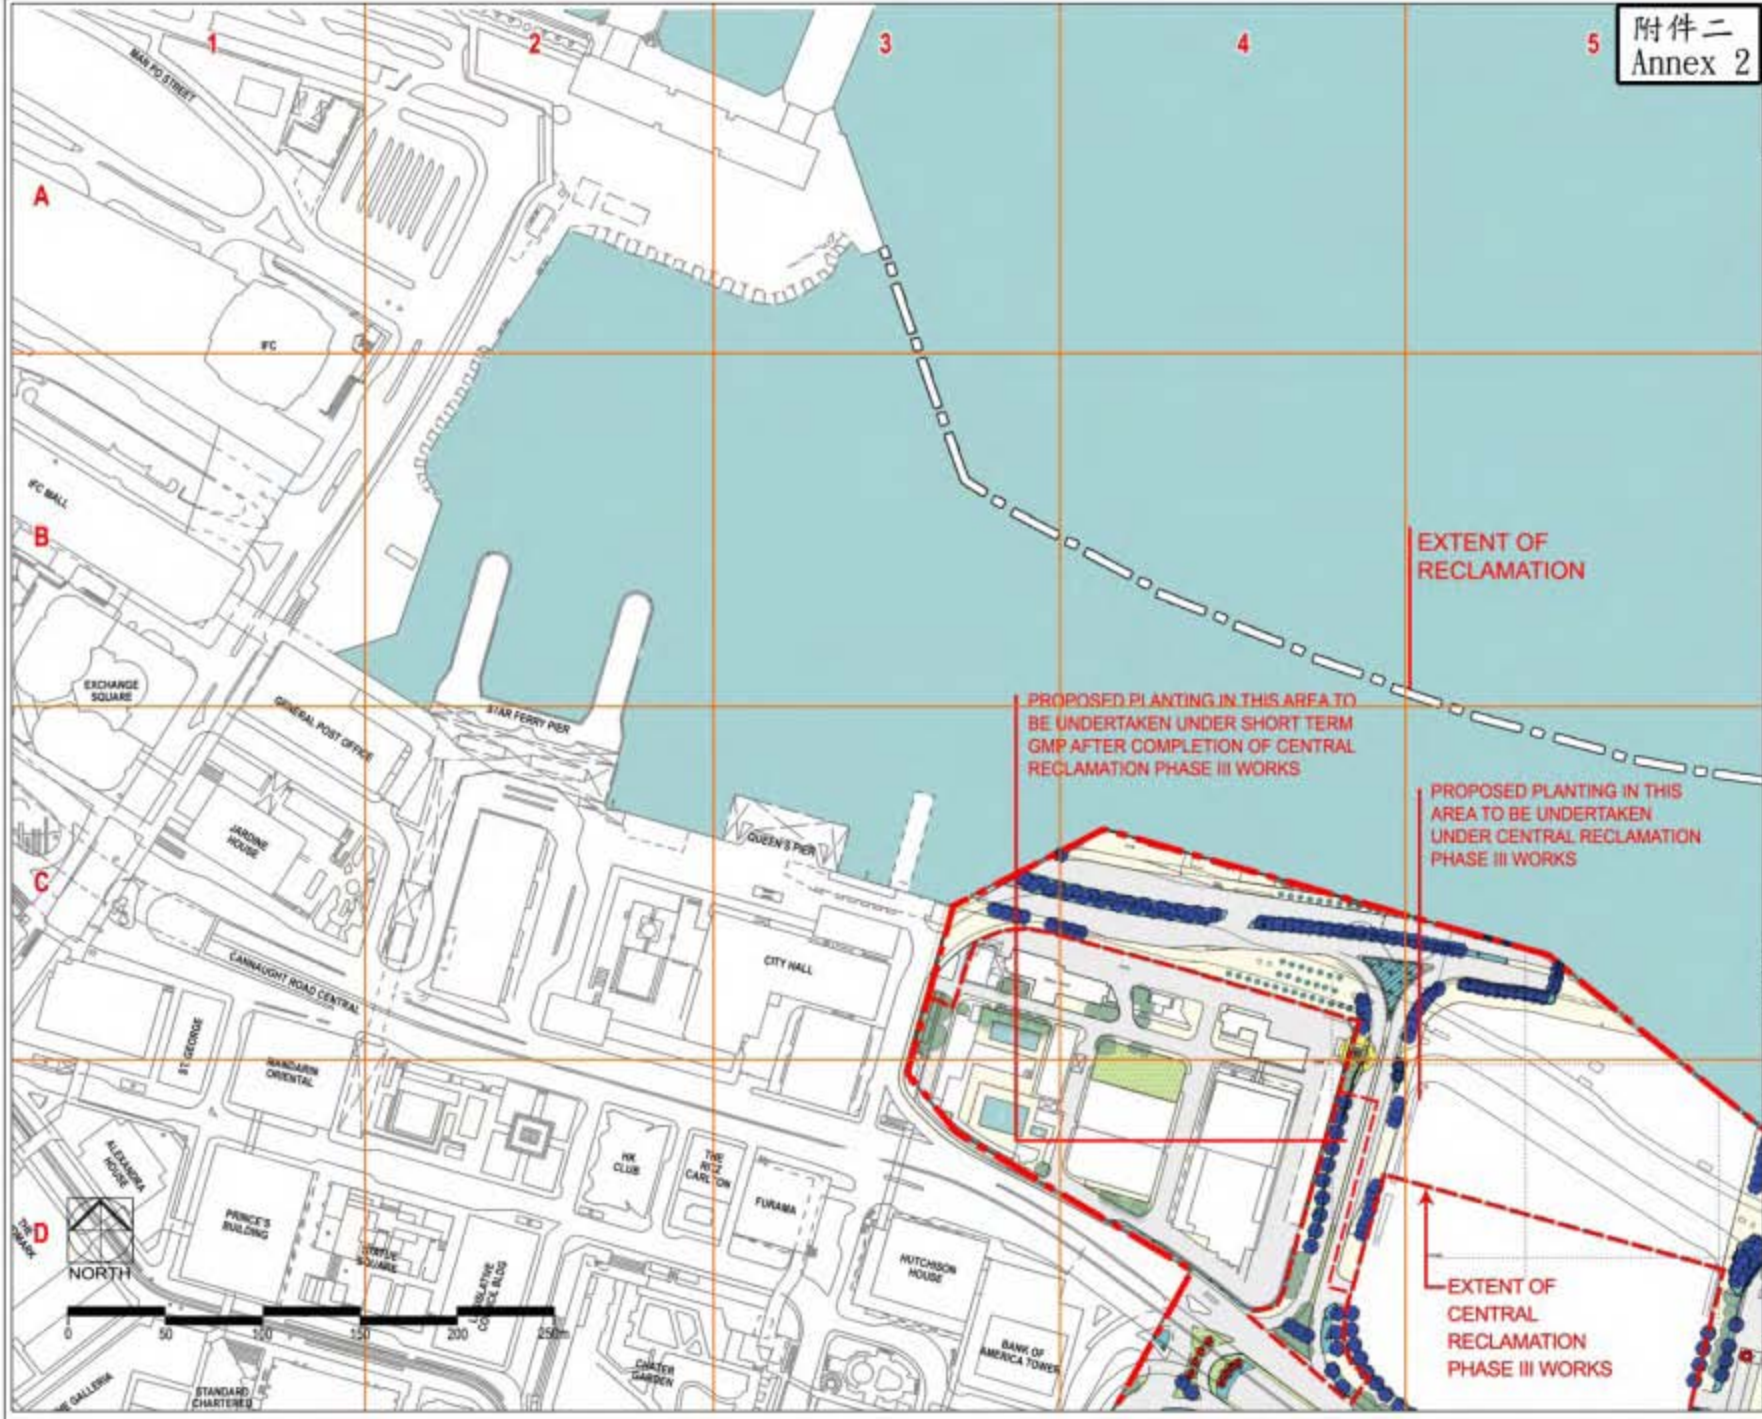 附件二
Annex 2
1
2
3
4
5
MAN PO STREET
A
IFC
IFC MALL
B
EXTENT OF
RECLAMATION
EXCHANGE
SQUARE
GENERAL POST OFFICE
STAR FERRY PIER
PROPOSED PLANTING IN THIS AREA TO
BE UNDERTAKEN UNDER SHORT TERM
GMP AFTER COMPLETION OF CENTRAL
RECLAMATION PHASE III WORKS
PROPOSED PLANTING IN THIS
AREA TO BE UNDERTAKEN
UNDER CENTRAL RECLAMATION
PHASE III WORKS
JARDINE
HOUSE
QUEEN'S PIER
C
CITY HALL
CANNAUGHT ROAD CENTRAL
ST. GEORGE
MANDARIN
ORIENTAL
ALEXANDRA
HOUSE
HK
CLUB
THE
RITZ
CARLTON
FURAMA
D
PRINCE'S
BUILDING
STATUE
SQUARE
HUTCHISON
HOUSE
NORTH
0
50
100
150
200
250m
EXTENT OF
CENTRAL
RECLAMATION
PHASE III WORKS
BANK OF
AMERICA TOWER
CHATER
GARDEN
STANDARD
CHARTERED
GALLERIA